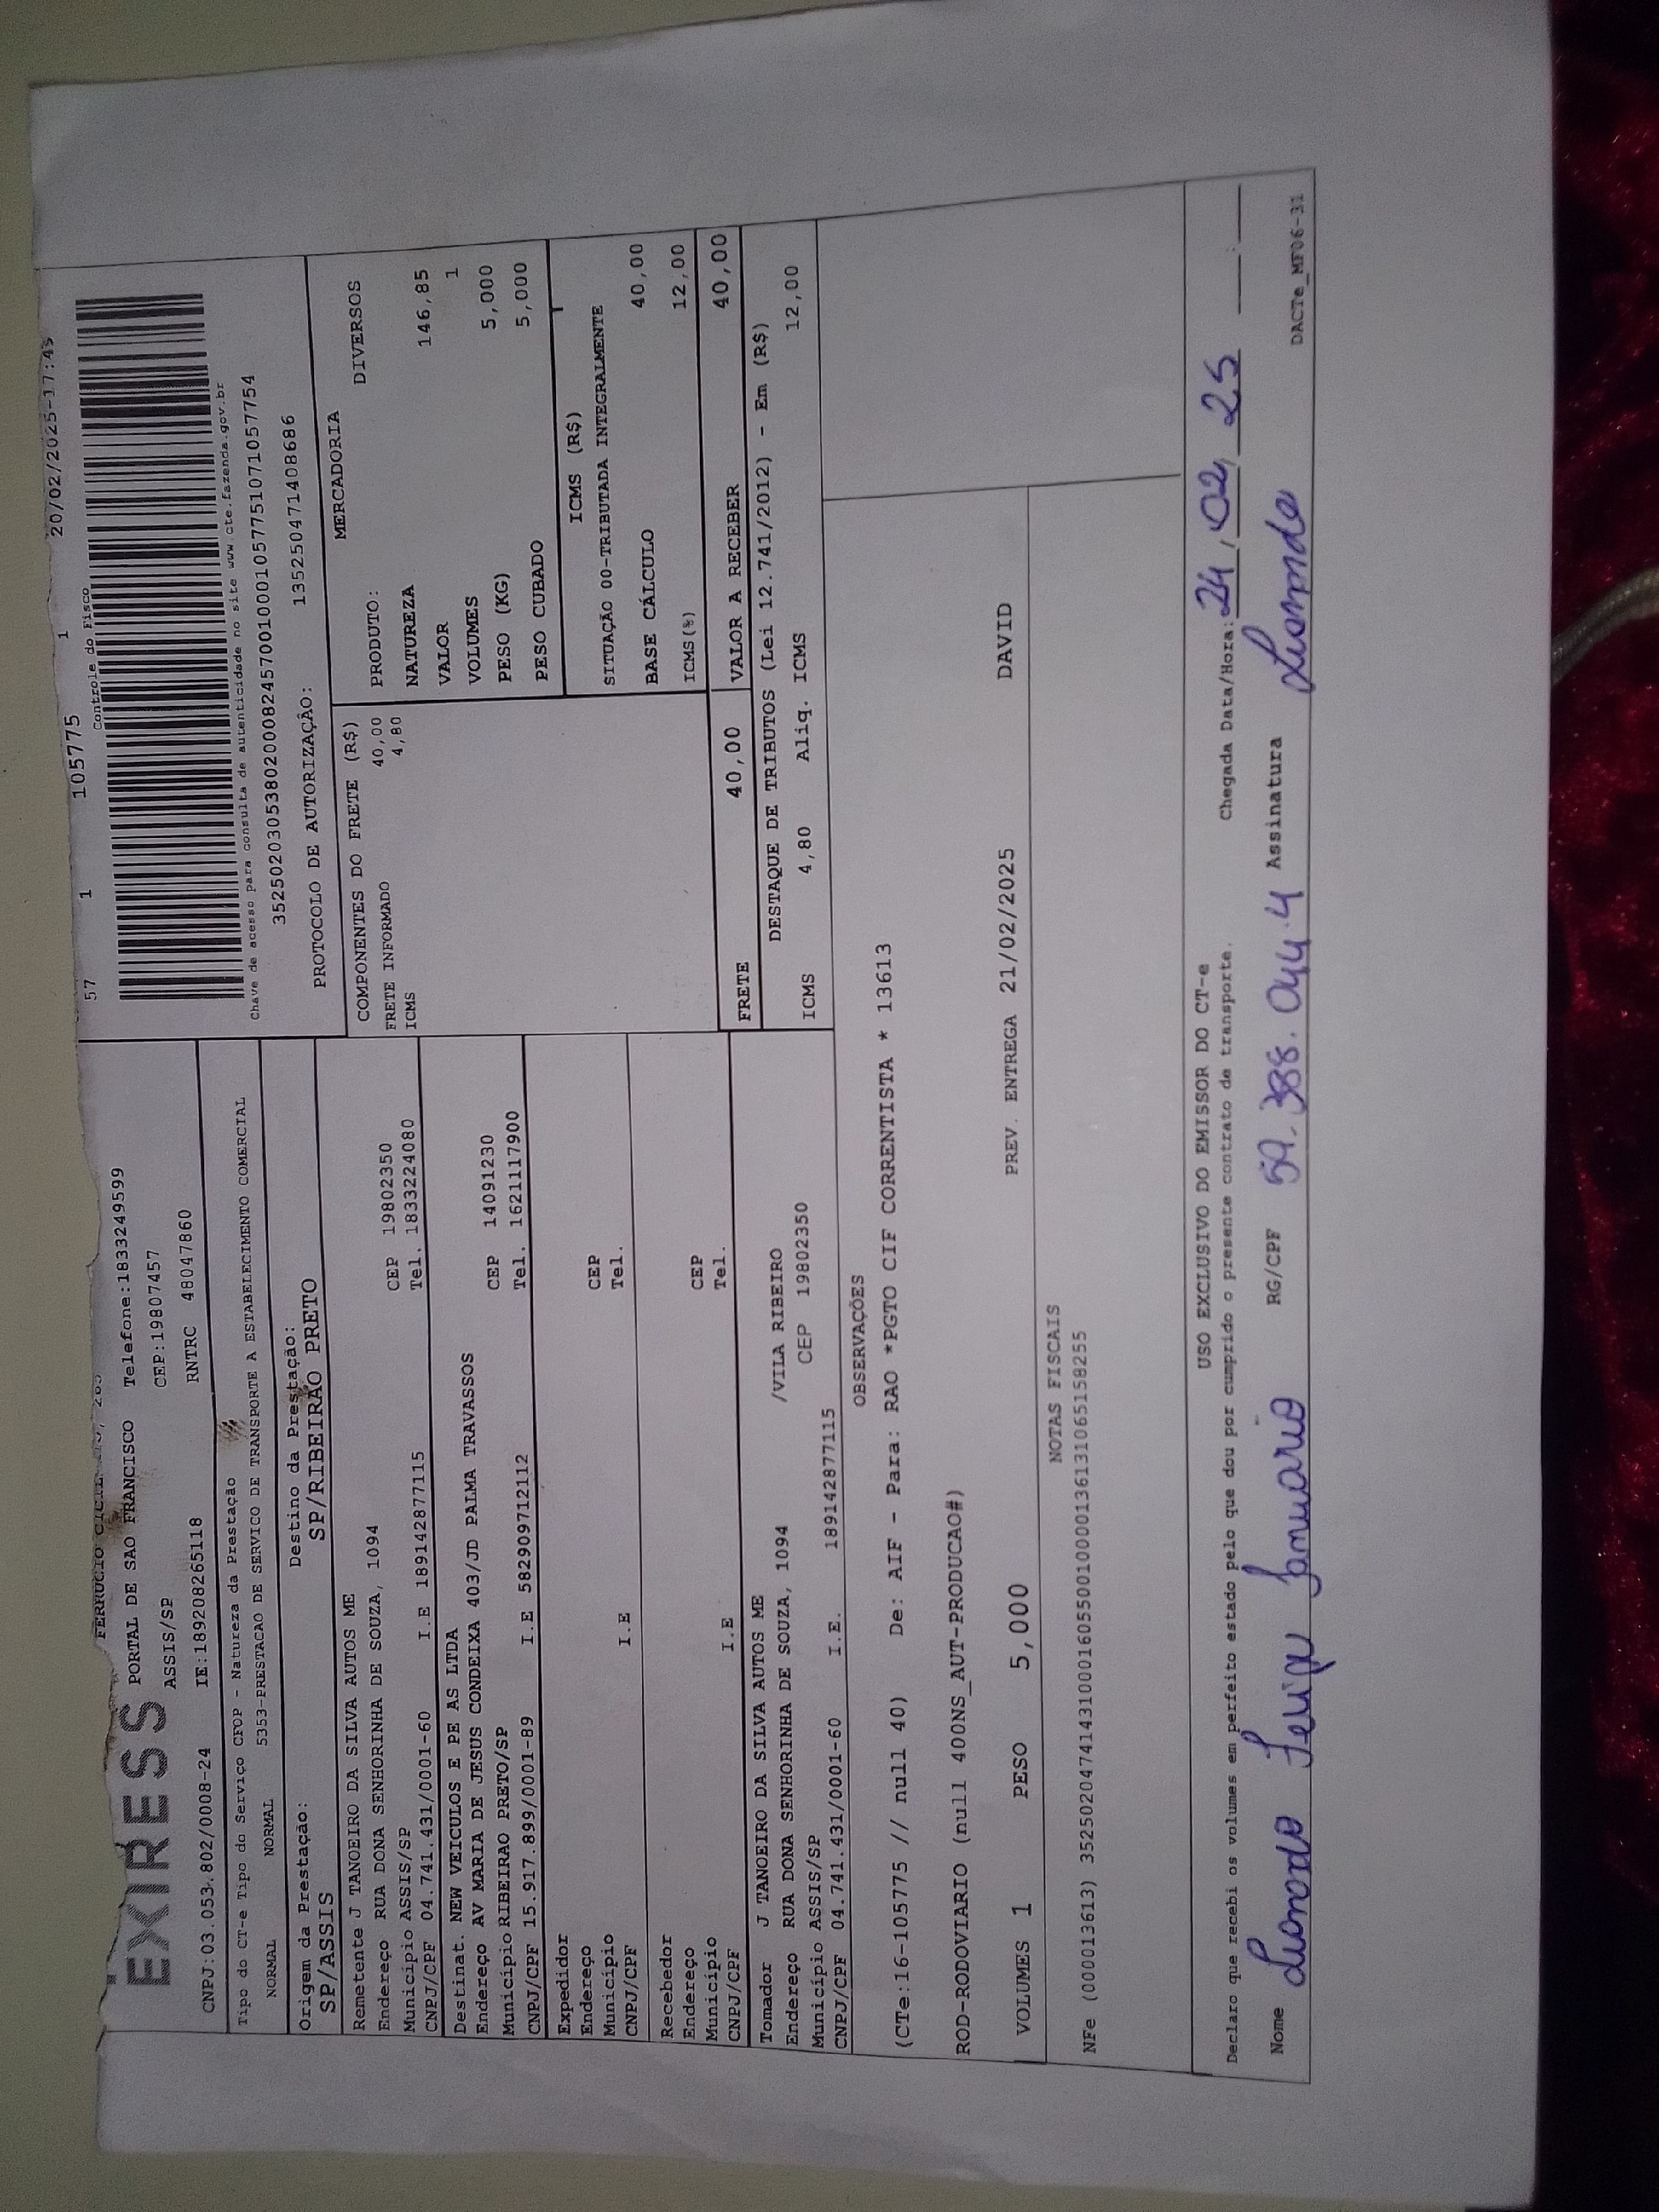 57 1 105775 1 20/02/2025-17:45
Controle do Fisco
Chave de acesso para consulta de autenticidade no site www.cte.fazenda.gov.br
35250203053802000824570010001057751071057754
PROTOCOLO DE AUTORIZAÇÃO: 135250471408686
FERRUCIO
EXPRESS PORTAL DE SAO FRANCISCO Telefone:1833249599
ASSIS/SP CEP:19807457
CNPJ:03.053.802/0008-24 IE:189208265118 RNTRC 48047860
Tipo do CT-e Tipo do Serviço CFOP - Natureza da Prestação
NORMAL NORMAL 5353-PRESTACAO DE SERVICO DE TRANSPORTE A ESTABELECIMENTO COMERCIAL
Origem da Prestação: Destino da Prestação:
SP/ASSIS SP/RIBEIRAO PRETO
Remetente J TANOEIRO DA SILVA AUTOS ME
Endereço RUA DONA SENHORINHA DE SOUZA, 1094 CEP 19802350
Município ASSIS/SP Tel. 1833224080
CNPJ/CPF 04.741.431/0001-60 I.E 189142877115
Destinat. NEW VEICULOS E PE AS LTDA
Endereço AV MARIA DE JESUS CONDEIXA 403/JD PALMA TRAVASSOS CEP 14091230
Município RIBEIRAO PRETO/SP Tel. 1621117900
CNPJ/CPF 15.917.899/0001-89 I.E 582909712112
Expedidor
Endereço CEP
Município Tel.
CNPJ/CPF I.E
Recebedor
Endereço CEP
Município Tel.
CNPJ/CPF I.E
Tomador J TANOEIRO DA SILVA AUTOS ME
Endereço RUA DONA SENHORINHA DE SOUZA, 1094 /VILA RIBEIRO
Município ASSIS/SP CEP 19802350
CNPJ/CPF 04.741.431/0001-60 I.E. 189142877115
COMPONENTES DO FRETE (R$)
FRETE INFORMADO 40,00
ICMS 4,80
MERCADORIA
PRODUTO: DIVERSOS
NATUREZA
VALOR 146,85
VOLUMES 1
PESO (KG) 5,000
PESO CUBADO 5,000
ICMS (R$)
SITUAÇÃO 00-TRIBUTADA INTEGRALMENTE
BASE CÁLCULO 40,00
ICMS(%) 12,00
FRETE 40,00 VALOR A RECEBER 40,00
DESTAQUE DE TRIBUTOS (Lei 12.741/2012) - Em (R$)
ICMS 4,80 Aliq. ICMS 12,00
OBSERVAÇÕES
(CTe:16-105775 // null 40) De: AIF - Para: RAO *PGTO CIF CORRENTISTA * 13613
ROD-RODOVIARIO (null 400NS_AUT-PRODUCAO#)
VOLUMES 1 PESO 5,000 PREV. ENTREGA 21/02/2025 DAVID
NOTAS FISCAIS
NFe (000013613) 35250204741431000160550010000136131065158255
USO EXCLUSIVO DO EMISSOR DO CT-e
Declaro que recebi os volumes em perfeito estado pelo que dou por cumprido o presente contrato de transporte. Chegada Data/Hora: 24/02/25 __:__
Nome Leonardo Januario RG/CPF 59.388.044.4 Assinatura Leonardo
DACTe_MF06-31